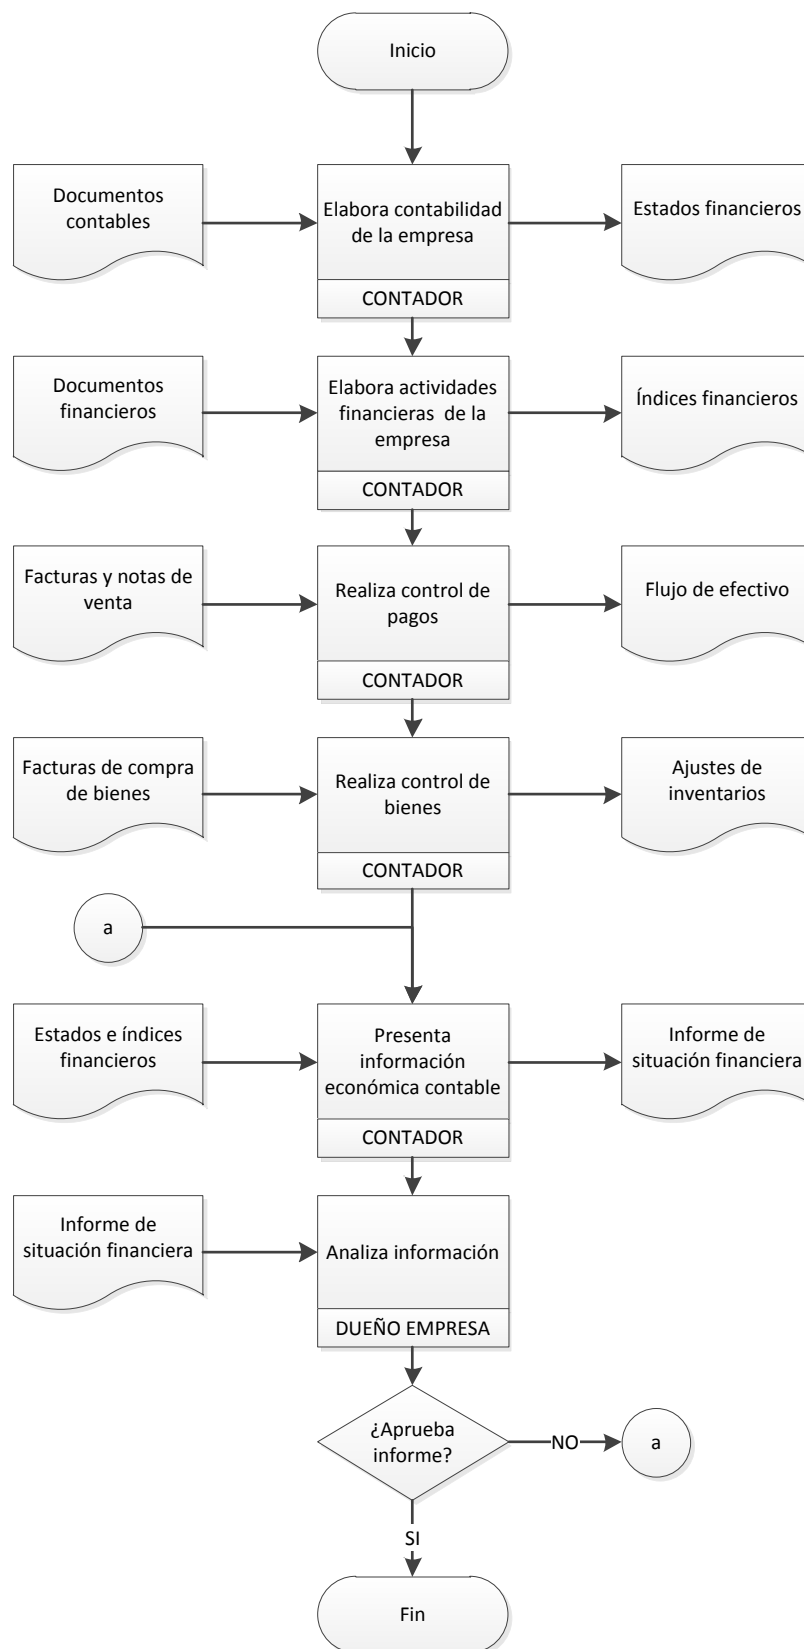 Inicio
Documentos
contables
Elabora contabilidad
de la empresa
CONTADOR
Estados financieros
Documentos
financieros
Elabora actividades
financieras de la
empresa
CONTADOR
Índices financieros
Facturas y notas de
venta
Realiza control de
pagos
CONTADOR
Flujo de efectivo
Facturas de compra
de bienes
Realiza control de
bienes
CONTADOR
Ajustes de
inventarios
a
Estados e índices
financieros
Presenta
información
económica contable
CONTADOR
Informe de
situación financiera
Informe de
situación financiera
Analiza información
DUEÑO EMPRESA
¿Aprueba
informe?
NO
a
SI
Fin